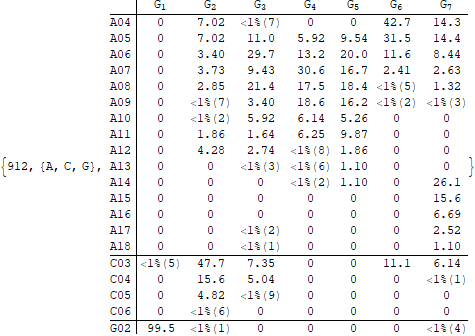 G1 G2 G3 G4 G5 G6 G7
A04 0 7.02 <1%(7) 0 0 42.7 14.3
A05 0 7.02 11.0 5.92 9.54 31.5 14.4
A06 0 3.40 29.7 13.2 20.0 11.6 8.44
A07 0 3.73 9.43 30.6 16.7 2.41 2.63
A08 0 2.85 21.4 17.5 18.4 <1%(5) 1.32
A09 0 <1%(7) 3.40 18.6 16.2 <1%(2) <1%(3)
A10 0 <1%(2) 5.92 6.14 5.26 0 0
A11 0 1.86 1.64 6.25 9.87 0 0
A12 0 4.28 2.74 <1%(8) 1.86 0 0
{912, {A, C, G}, A13 0 0 <1%(3) <1%(6) 1.10 0 0 }
A14 0 0 0 <1%(2) 1.10 0 26.1
A15 0 0 0 0 0 0 15.6
A16 0 0 0 0 0 0 6.69
A17 0 0 <1%(2) 0 0 0 2.52
A18 0 0 <1%(1) 0 0 0 1.10
C03 <1%(5) 47.7 7.35 0 0 11.1 6.14
C04 0 15.6 5.04 0 0 0 <1%(1)
C05 0 4.82 <1%(9) 0 0 0 0
C06 0 <1%(6) 0 0 0 0 0
G02 99.5 <1%(1) 0 0 0 0 <1%(4)